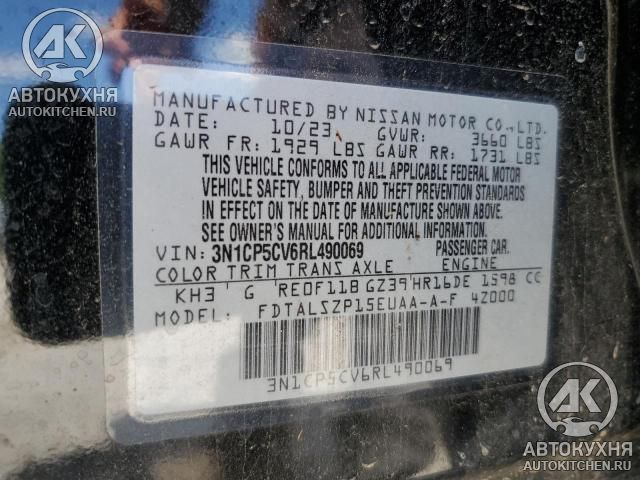 АК
АВТОКУХНЯ
AUTOKITCHEN.RU
MANUFACTURED BY NISSAN MOTOR CO.,LTD.
DATE: 10/23 GVWR: 3660 LBS
GAWR FR: 1929 LBS GAWR RR: 1731 LBS
THIS VEHICLE CONFORMS TO ALL APPLICABLE FEDERAL MOTOR
VEHICLE SAFETY, BUMPER AND THEFT PREVENTION STANDARDS
IN EFFECT ON THE DATE OF MANUFACTURE SHOWN ABOVE.
SEE OWNER'S MANUAL FOR ADDITIONAL INFORMATION.
VIN: 3N1CP5CV6RL490069 PASSENGER CAR.
COLOR TRIM TRANS AXLE ENGINE
KH3 G RE0F11B GZ39 HR16DE 1598 CC
MODEL: FDTALSZP15EUAA-A-F 4Z000
3N1CP5CV6RL490069
АК
АВТОКУХНЯ
AUTOKITCHEN.RU